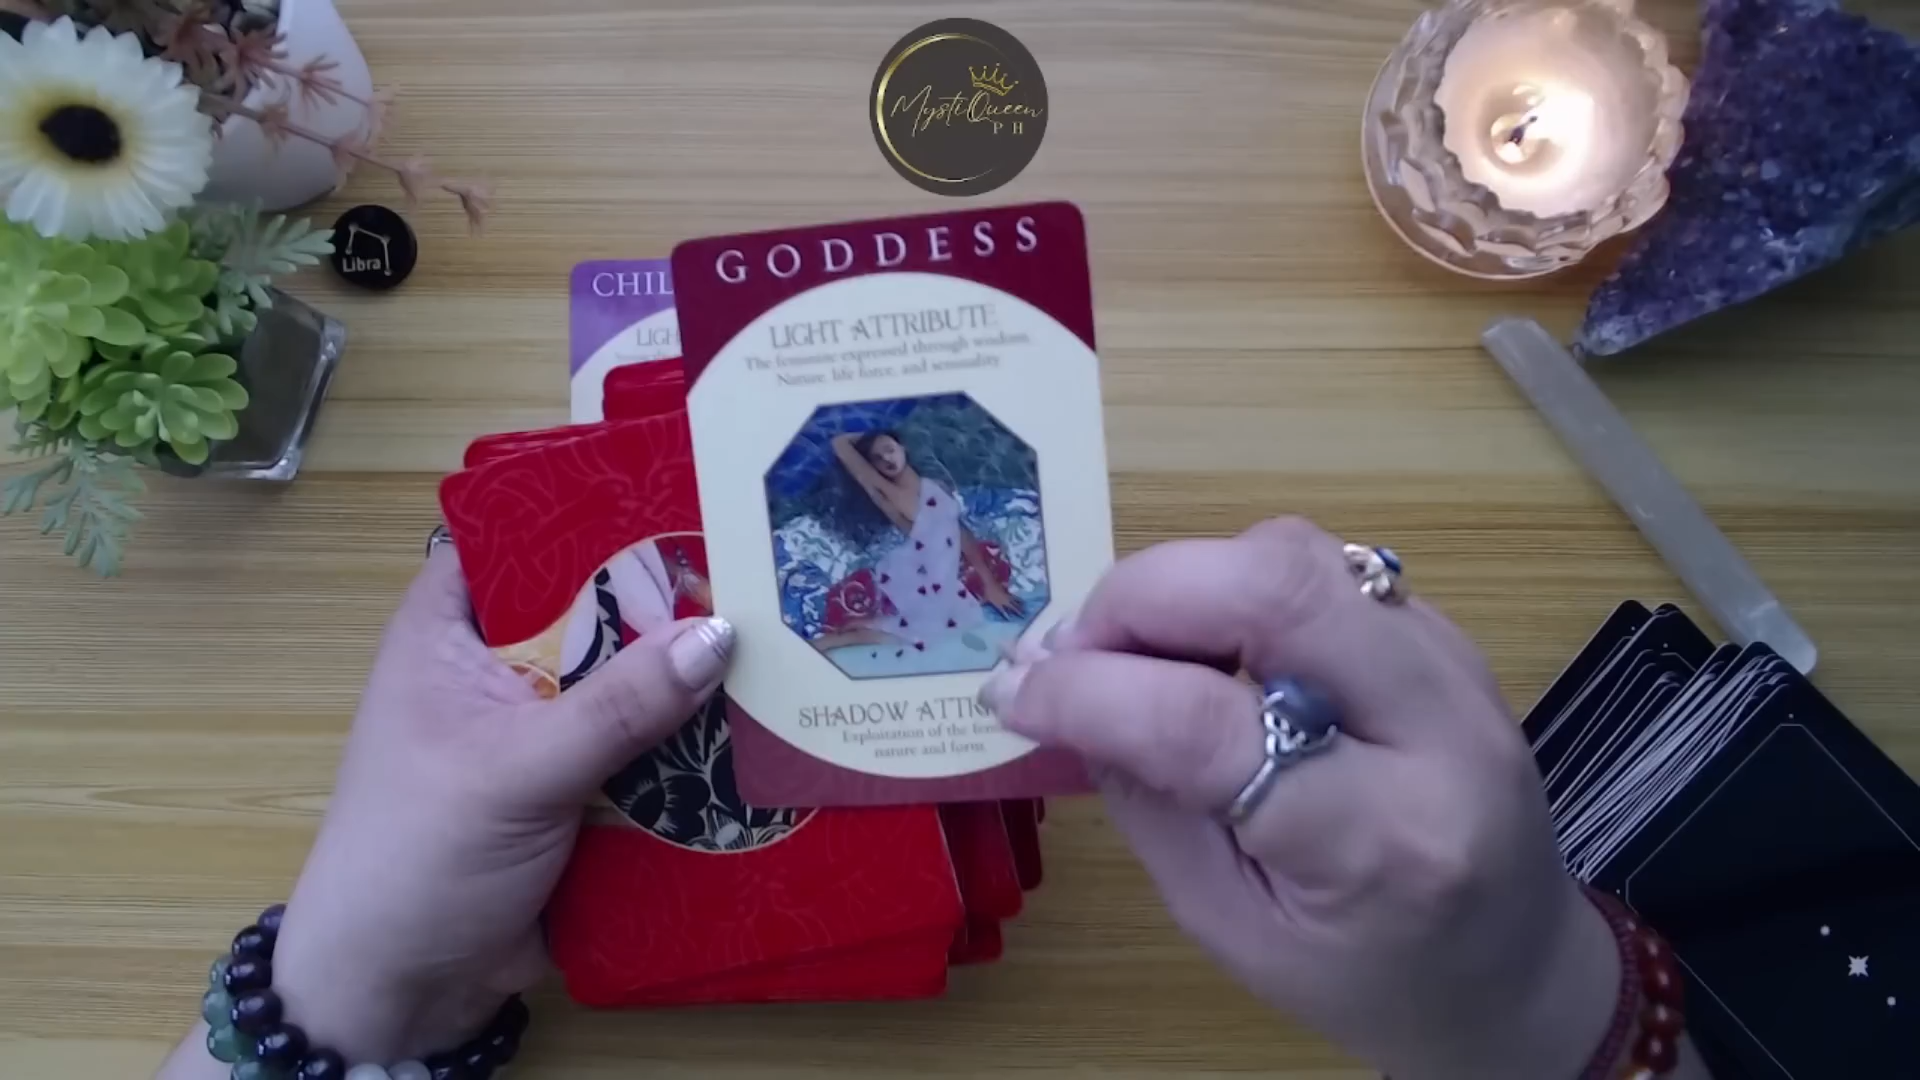 MystiQueen
PH
Libra
CHIL
GODDESS
LIGH
LIGHT ATTRIBUTE
The feminine expressed through wisdom,
Nature, life force, and sensuality
SHADOW ATTRI
Exploitation of the fem
nature and form